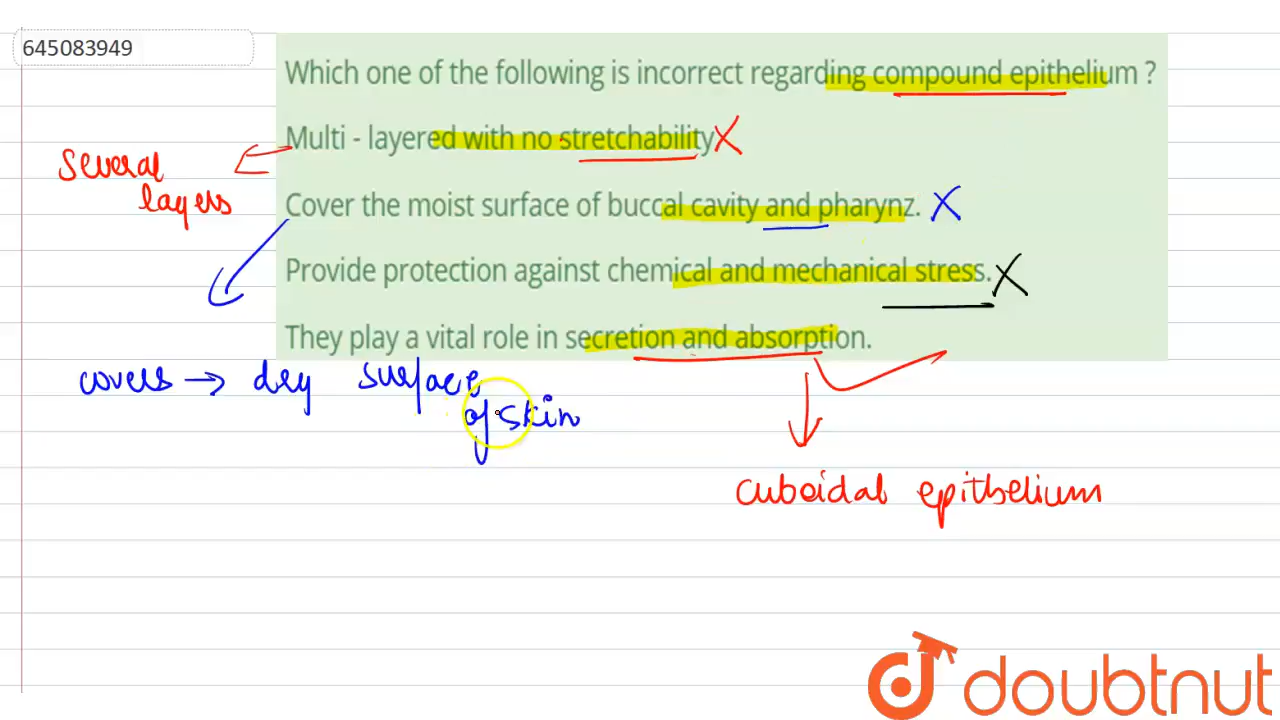 645083949
Which one of the following is incorrect regarding compound epithelium ?
Multi - layered with no stretchability X
several
layers
Cover the moist surface of buccal cavity and pharynz. X
Provide protection against chemical and mechanical stress. X
They play a vital role in secretion and absorption.
covers → dry surface
of skin
cuboidal epithelium
doubtnut